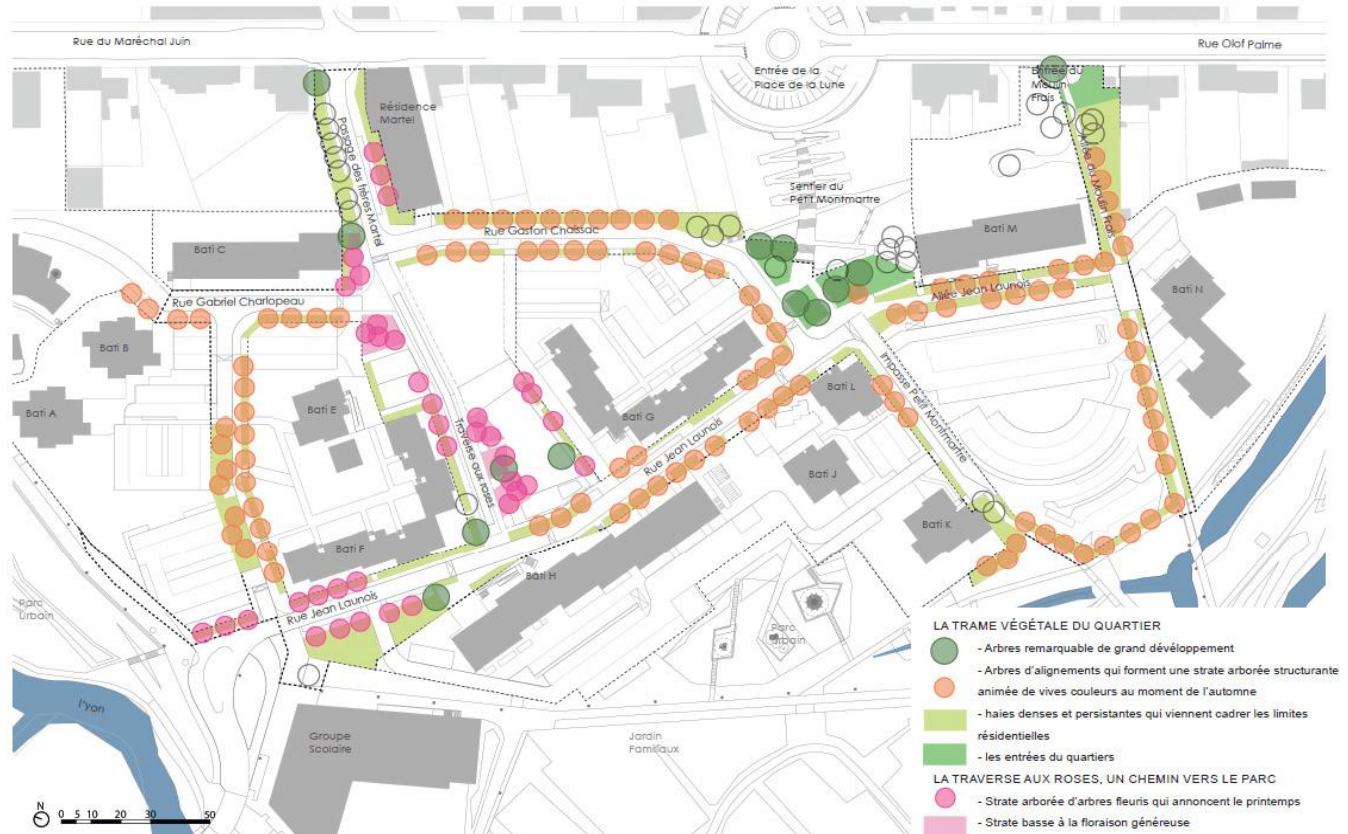 Rue du Maréchal Juin
Rue Olof Palme
Entrée de la
Place de la Lune
Entrée du
Moulin
Frais
Résidence
Martel
Passage des frères Martel
Allée du Moulin Frais
Sentier du
Petit Montmartre
Rue Gaston Chaissac
Bati C
Bati M
Rue Gabriel Charlopeau
Allée Jean Launois
Bati N
Bati B
Impasse Petit Montmartre
Bati A
Bati E
Bati G
Bati L
Traverse aux roses
Rue Jean Launois
Bati J
Bati K
Bati F
Bâti H
Rue Jean Launois
Parc
Urbain
Parc
Urbain
l'yon
Groupe
Scolaire
Jardin
Familiaux
N
0 5 10 20 30 50
LA TRAME VÉGÉTALE DU QUARTIER
- Arbres remarquable de grand dévéloppement
- Arbres d'alignements qui forment une strate arborée structurante
animée de vives couleurs au moment de l'automne
- haies denses et persistantes qui viennent cadrer les limites
résidentielles
- les entrées du quartiers
LA TRAVERSE AUX ROSES, UN CHEMIN VERS LE PARC
- Strate arborée d'arbres fleuris qui annoncent le printemps
- Strate basse à la floraison généreuse